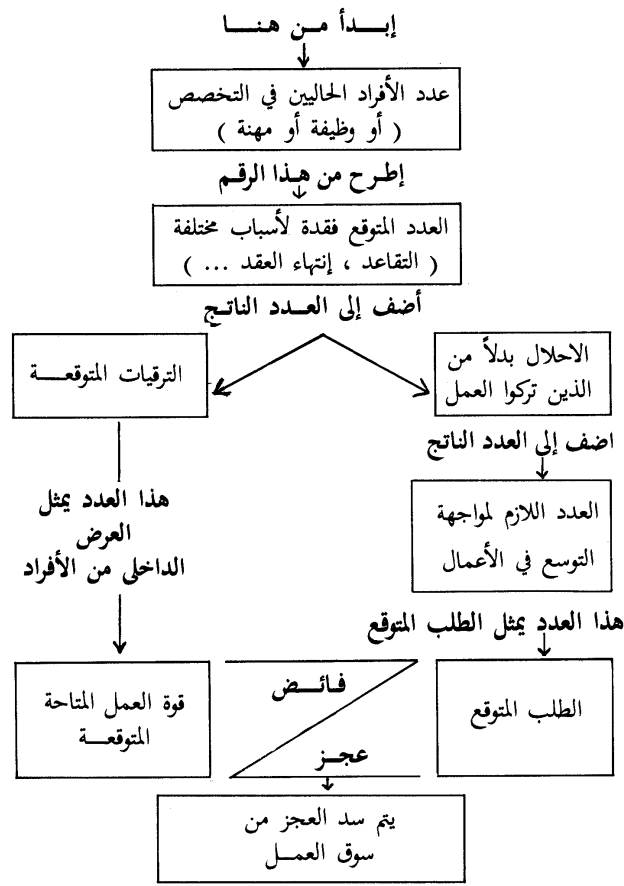 إبدأ من هنا
عدد الأفراد الحاليين في التخصص
( أو وظيفة أو مهنة )
إطرح من هذا الرقم
العدد المتوقع فقدة لأسباب مختلفة
( التقاعد ، إنتهاء العقد ... )
أضف إلى العدد الناتج
الاحلال بدلاً من
الذين تركوا العمل
الترقيات المتوقعة
اضف إلى العدد الناتج
العدد اللازم لمواجهة
التوسع في الأعمال
هذا العدد يمثل
العرض
الداخلى من الأفراد
هذا العدد يمثل الطلب المتوقع
الطلب المتوقع
فائض
عجز
قوة العمل المتاحة
المتوقعة
يتم سد العجز من
سوق العمل